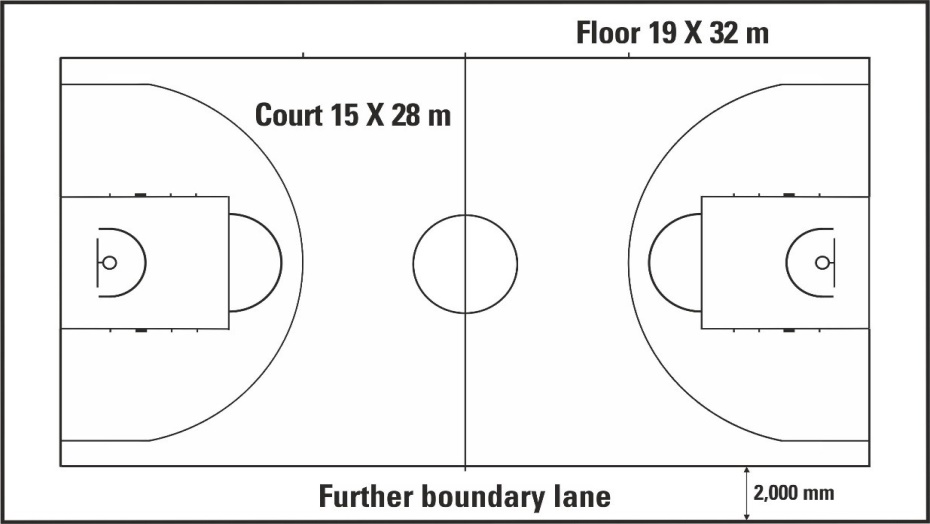 Floor 19 X 32 m
Court 15 X 28 m
Further boundary lane
2,000 mm